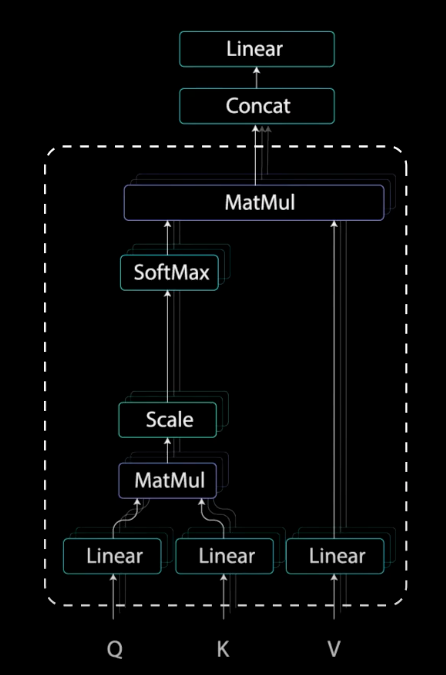 Linear
Concat
MatMul
SoftMax
Scale
MatMul
Linear Linear Linear
Q K V